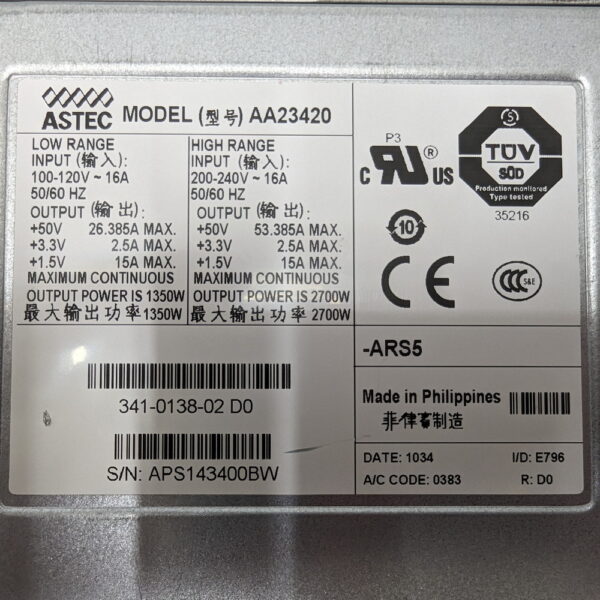 ASTEC MODEL (型号) AA23420
LOW RANGE
INPUT (输入):
100-120V ~ 16A
50/60 HZ
OUTPUT (输出):
+50V 26.385A MAX.
+3.3V 2.5A MAX.
+1.5V 15A MAX.
MAXIMUM CONTINUOUS
OUTPUT POWER IS 1350W
最大输出功率 1350W
HIGH RANGE
INPUT (输入):
200-240V ~ 16A
50/60 HZ
OUTPUT (输出):
+50V 53.385A MAX.
+3.3V 2.5A MAX.
+1.5V 15A MAX.
MAXIMUM CONTINUOUS
OUTPUT POWER IS 2700W
最大输出功率 2700W
341-0138-02 D0
S/N: APS143400BW
P3
C RU ® US
S
TÜV
SÜD
Production monitored
Type tested
35216
10
CE
CCC S&E
-ARS5
Made in Philippines
菲律宾制造
DATE: 1034 I/D: E796
A/C CODE: 0383 R: D0